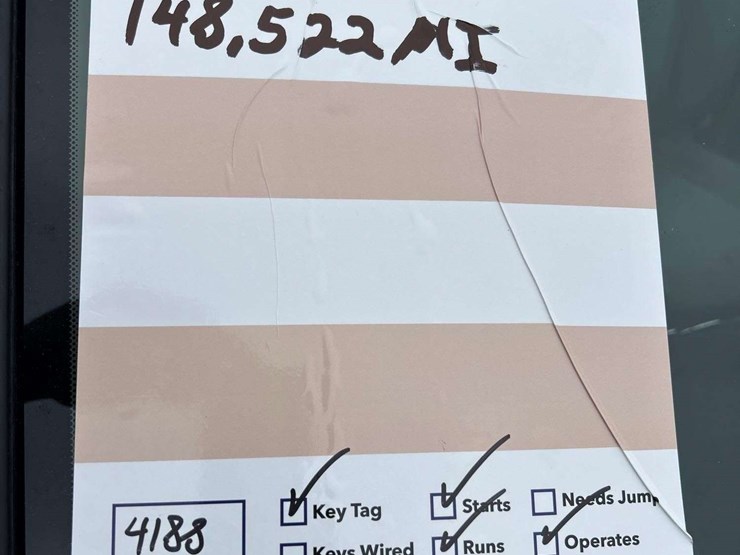 148,522 MI
Key Tag Starts Needs Jump
4188
Keys Wired Runs Operates